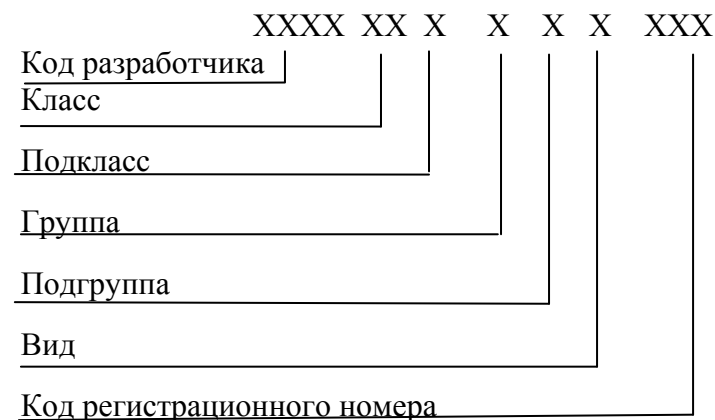 XXXX XX X X X X XXX
Код разработчика
Класс
Подкласс
Группа
Подгруппа
Вид
Код регистрационного номера